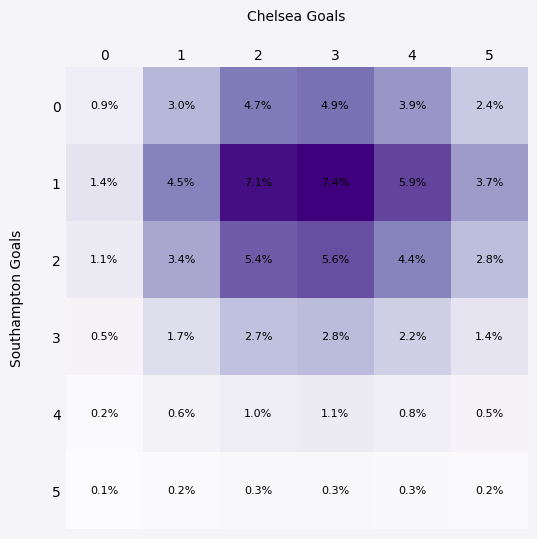 Chelsea Goals
0 1 2 3 4 5
0 0.9% 3.0% 4.7% 4.9% 3.9% 2.4%
1 1.4% 4.5% 7.1% 7.4% 5.9% 3.7%
2 1.1% 3.4% 5.4% 5.6% 4.4% 2.8%
3 0.5% 1.7% 2.7% 2.8% 2.2% 1.4%
4 0.2% 0.6% 1.0% 1.1% 0.8% 0.5%
5 0.1% 0.2% 0.3% 0.3% 0.3% 0.2%
Southampton Goals